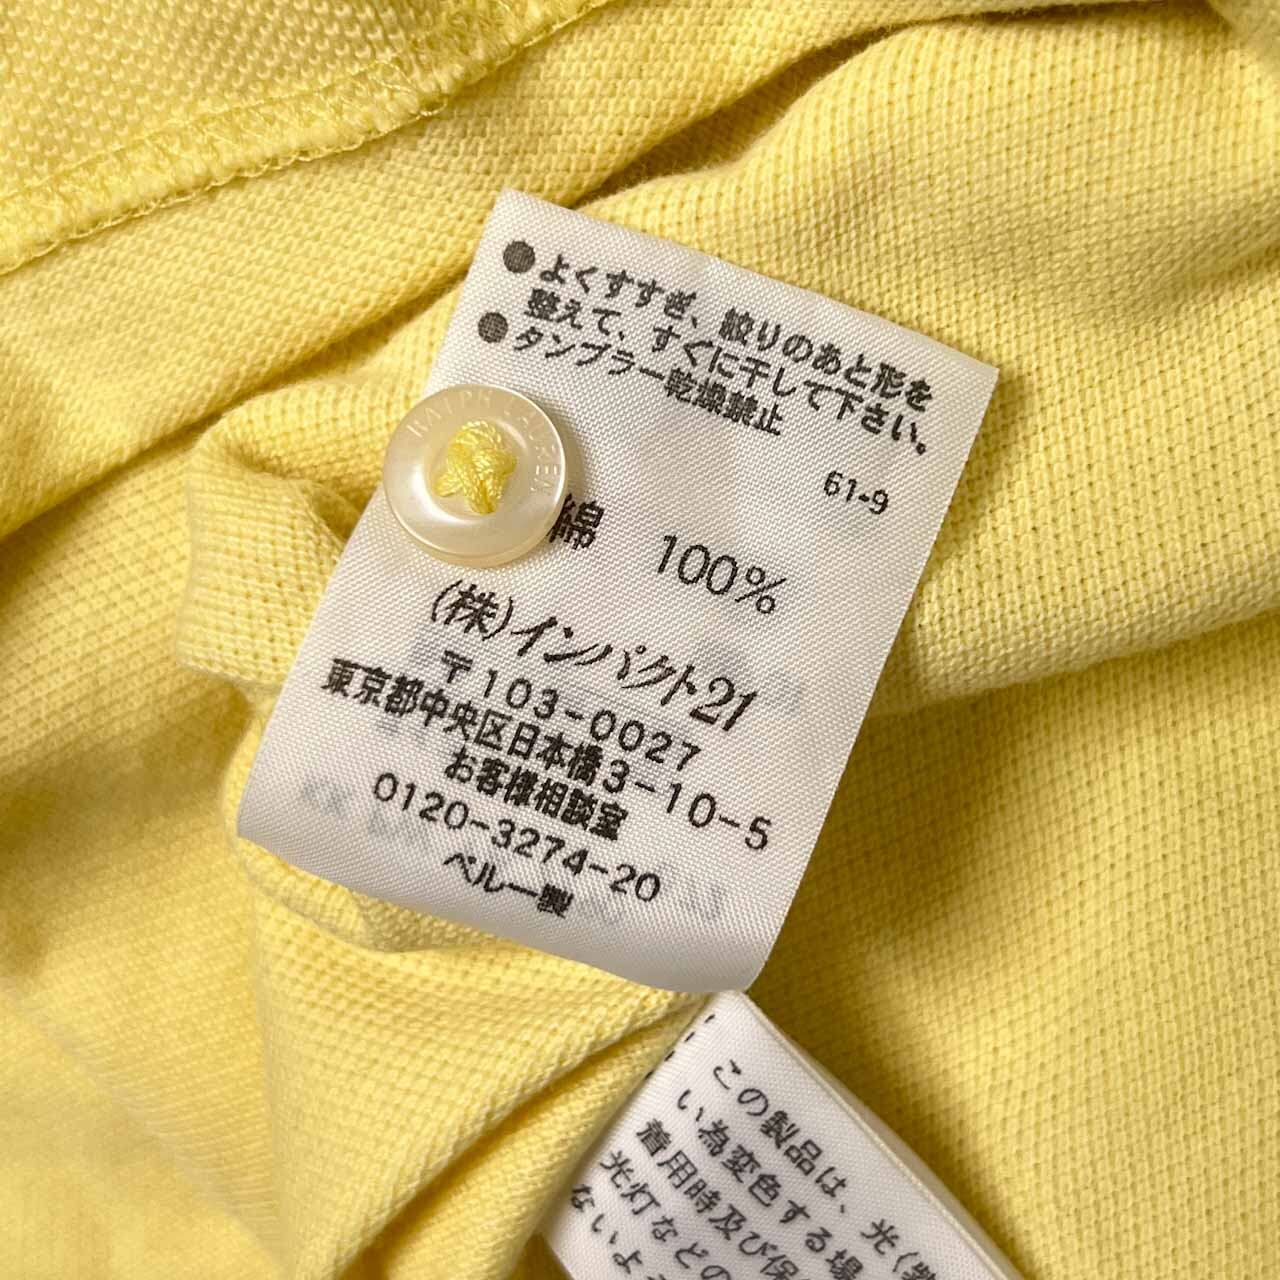 ●よくすすぎ、絞りのあと形を
整えて、すぐに干して下さい。
●タンブラー乾燥禁止
61-9
RALPH LAUREN
綿 100%
(株)インパクト21
〒103-0027
東京都中央区日本橋3-10-5
お客様相談室
0120-3274-20
ペルー製
この製品は、光(紫
い為変色する場
着用時及び保
光灯などの
ないよ